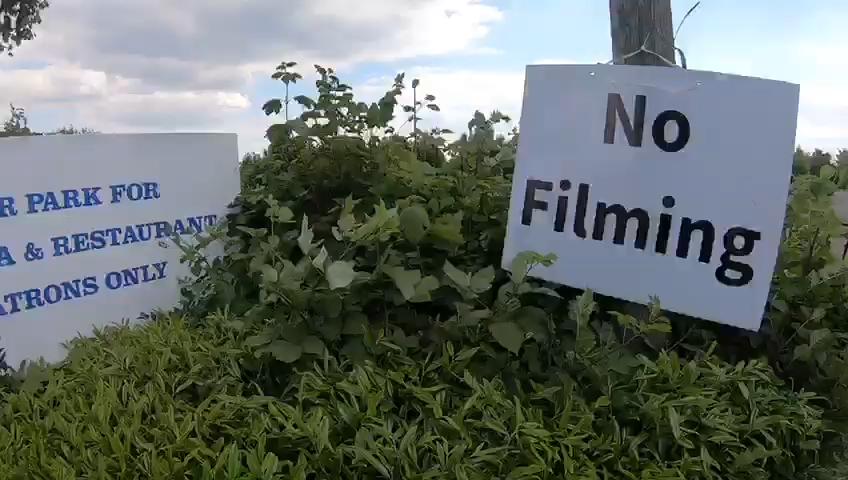 R PARK FOR
A & RESTAURANT
ATRONS ONLY
No
Filming